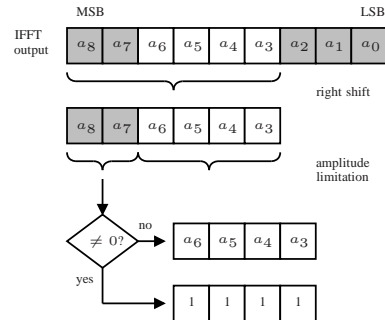 MSB LSB
IFFT output a8 a7 a6 a5 a4 a3 a2 a1 a0
right shift
a8 a7 a6 a5 a4 a3
amplitude limitation
≠ 0? no a6 a5 a4 a3
yes
1 1 1 1